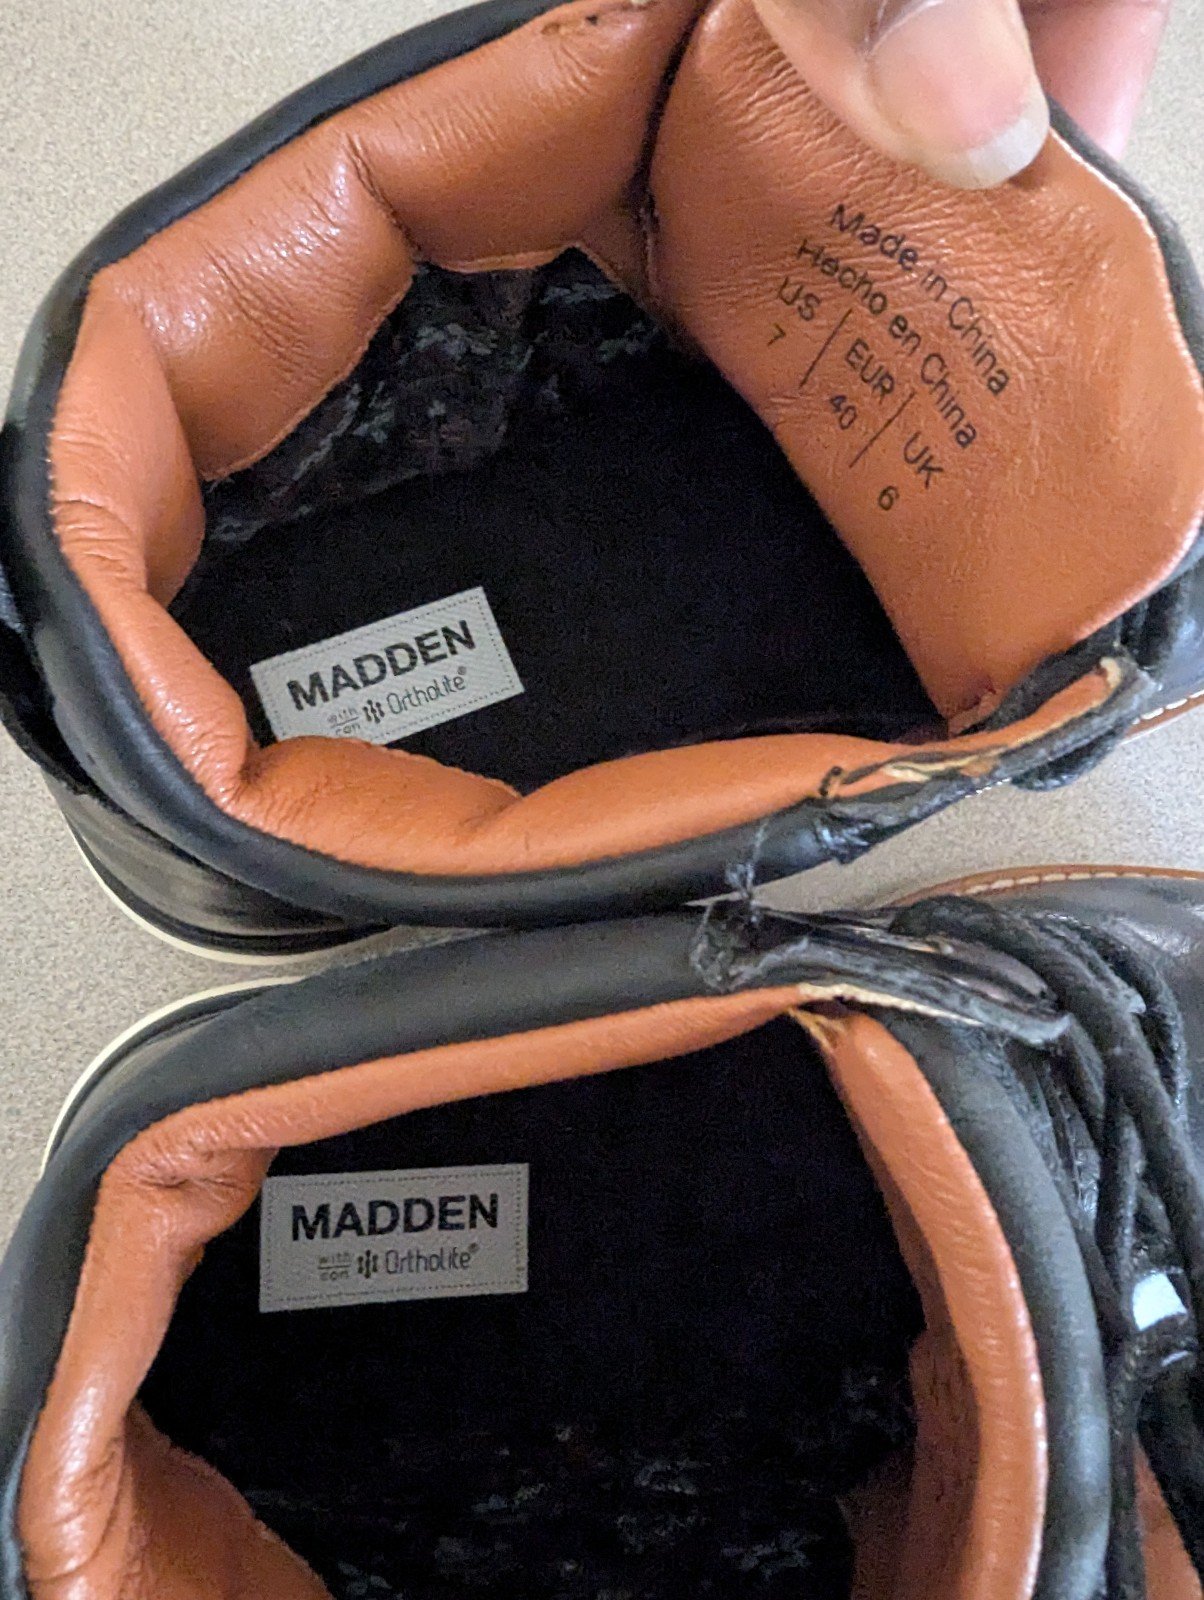 Made in China
Hecho en China
US | EUR | UK
7 | 40 | 6
MADDEN
with
con Ortholite®
MADDEN
with
con Ortholite®